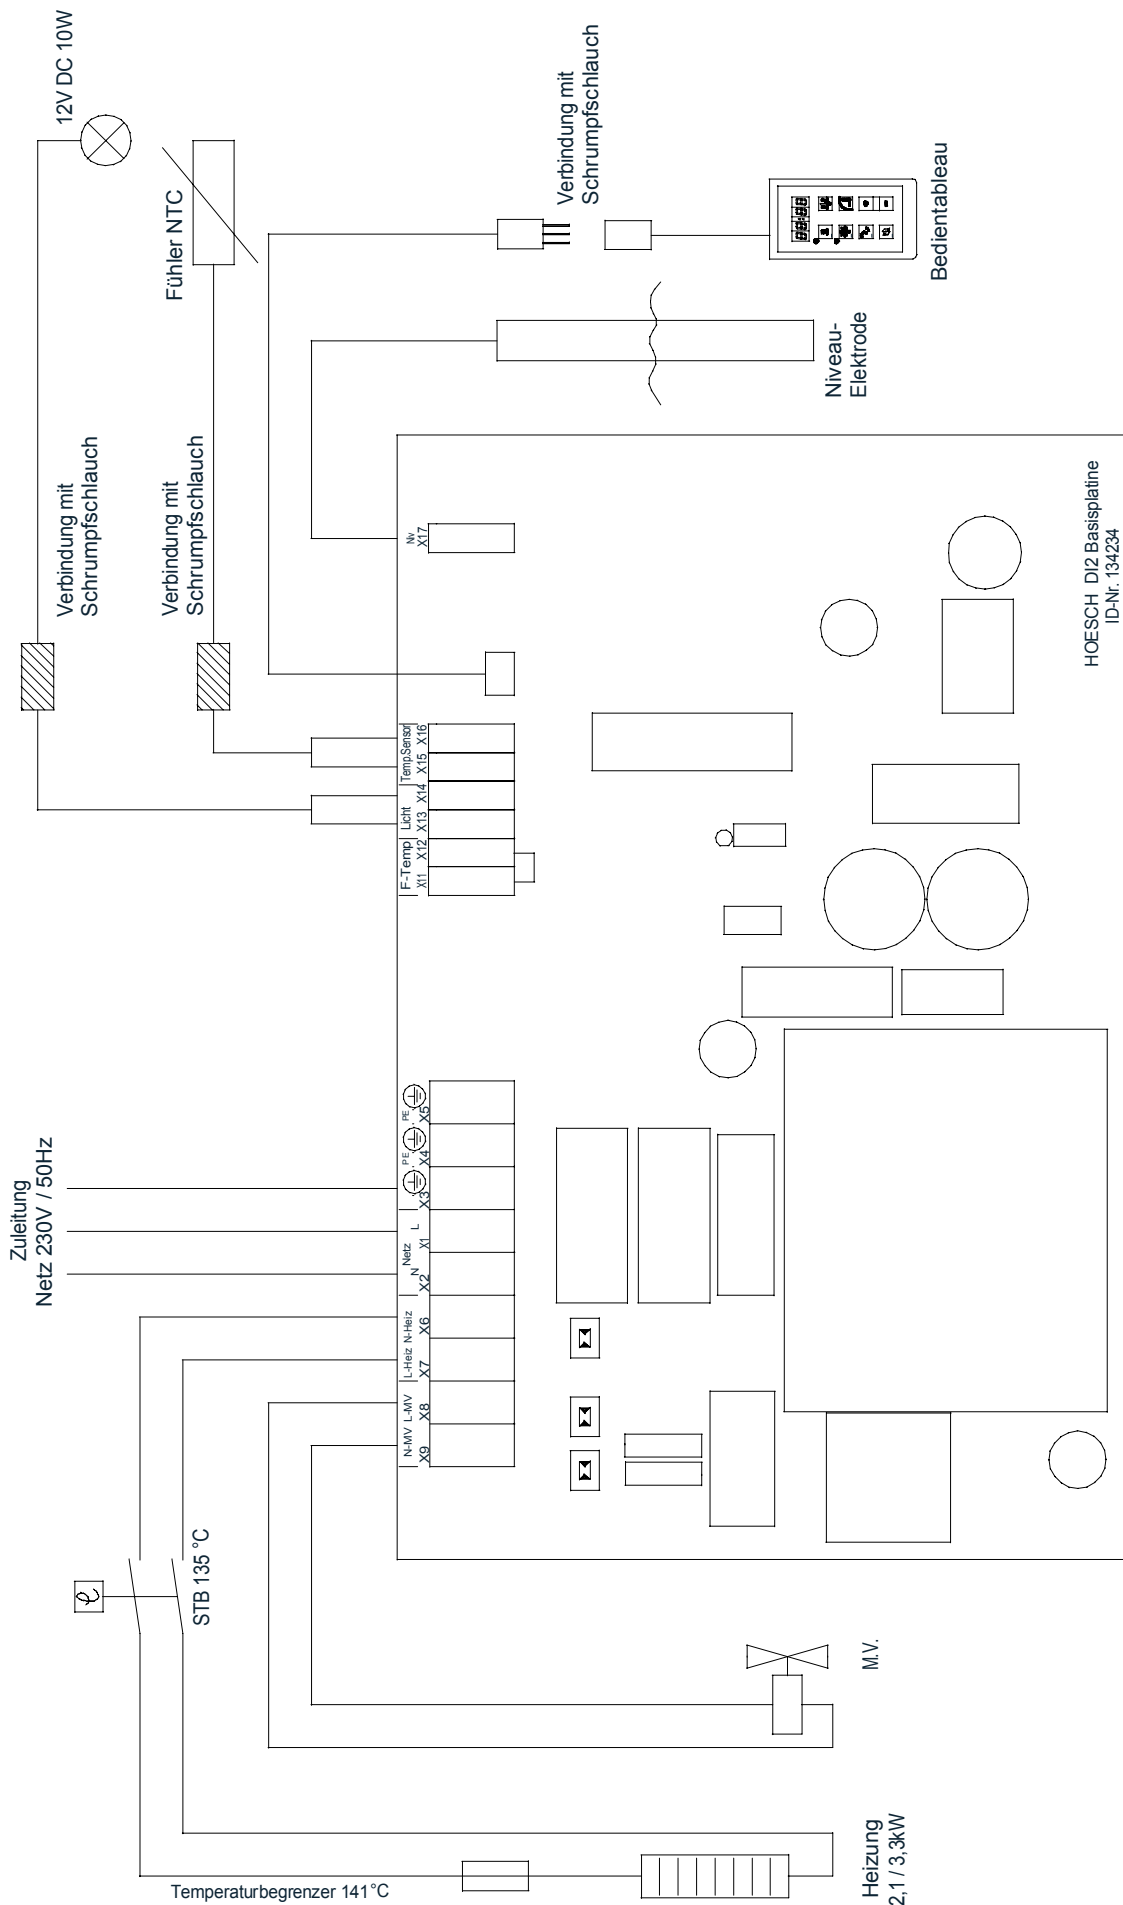 Zuleitung
Netz 230V / 50Hz
12V DC 10W
Fühler NTC
Verbindung mit
Schrumpfschlauch
Verbindung mit
Schrumpfschlauch
Verbindung mit
Schrumpfschlauch
Bedientableau
Niveau-
Elektrode
STB 135 °C
Temperaturbegrenzer 141°C
Heizung
2,1 / 3,3kW
M.V.
N-MV L-MV L-Heiz N-Heiz Netz
N L PE PE
X9 X8 X7 X6 X2 X1 X3 X4 X5
F-Temp Licht Temp.Sensor Nw
X11 X12 X13 X14 X15 X16 X17
HOESCH DI2 Basisplatine
ID-Nr. 134234